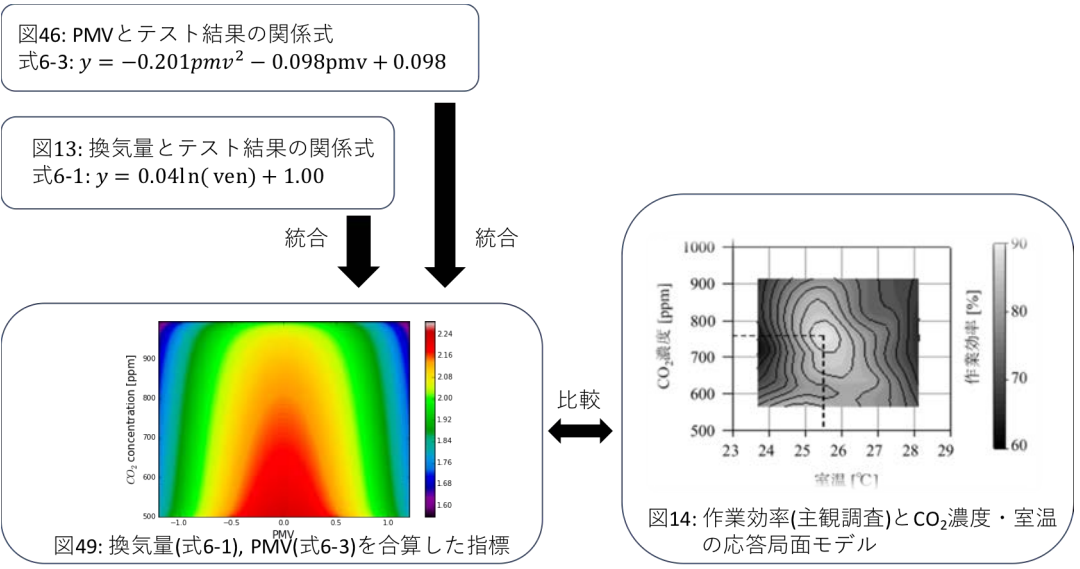 図46: PMVとテスト結果の関係式
式6-3: y = −0.201pmv² − 0.098pmv + 0.098
図13: 換気量とテスト結果の関係式
式6-1: y = 0.04ln( ven) + 1.00
統合
統合
CO₂ concentration [ppm]
900
800
700
600
500
−1.0
−0.5
0.0
0.5
1.0
PMV
2.24
2.16
2.08
2.00
1.92
1.84
1.76
1.68
1.60
図49: 換気量(式6-1), PMV(式6-3)を合算した指標
比較
CO₂濃度 [ppm]
1000
900
800
700
600
500
23
24
25
26
27
28
29
室温 [℃]
作業効率 [%]
90
80
70
60
図14: 作業効率(主観調査)とCO₂濃度・室温
の応答局面モデル